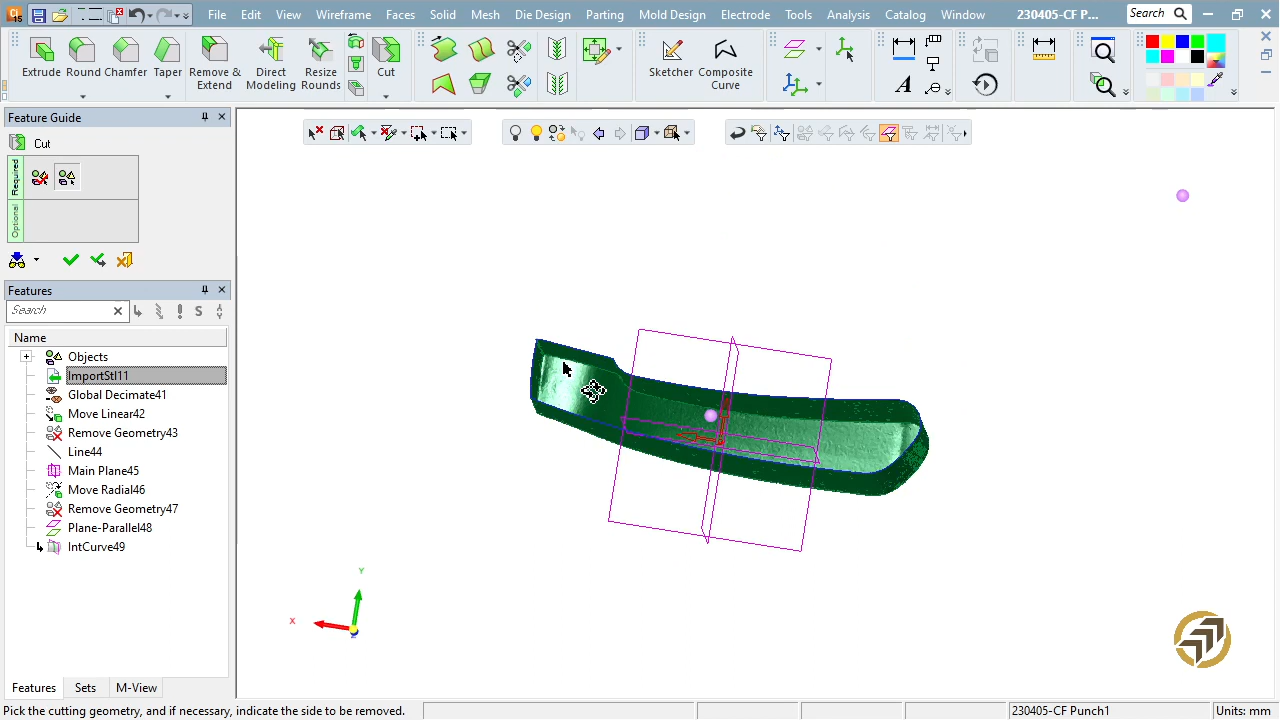 Ci
15
File Edit View Wireframe Faces Solid Mesh Die Design Parting Mold Design Electrode Tools Analysis Catalog Window 230405-CF P... Search
Extrude Round Chamfer Taper Remove & Extend Direct Modeling Resize Rounds Cut Sketcher Composite Curve
Feature Guide
Cut
Required
Optional
Features
Search
S
Name
Objects
ImportStl11
Global Decimate41
Move Linear42
Remove Geometry43
Line44
Main Plane45
Move Radial46
Remove Geometry47
Plane-Parallel48
IntCurve49
Y
X
Z
Features Sets M-View
Pick the cutting geometry, and if necessary, indicate the side to be removed. 230405-CF Punch1 Units: mm